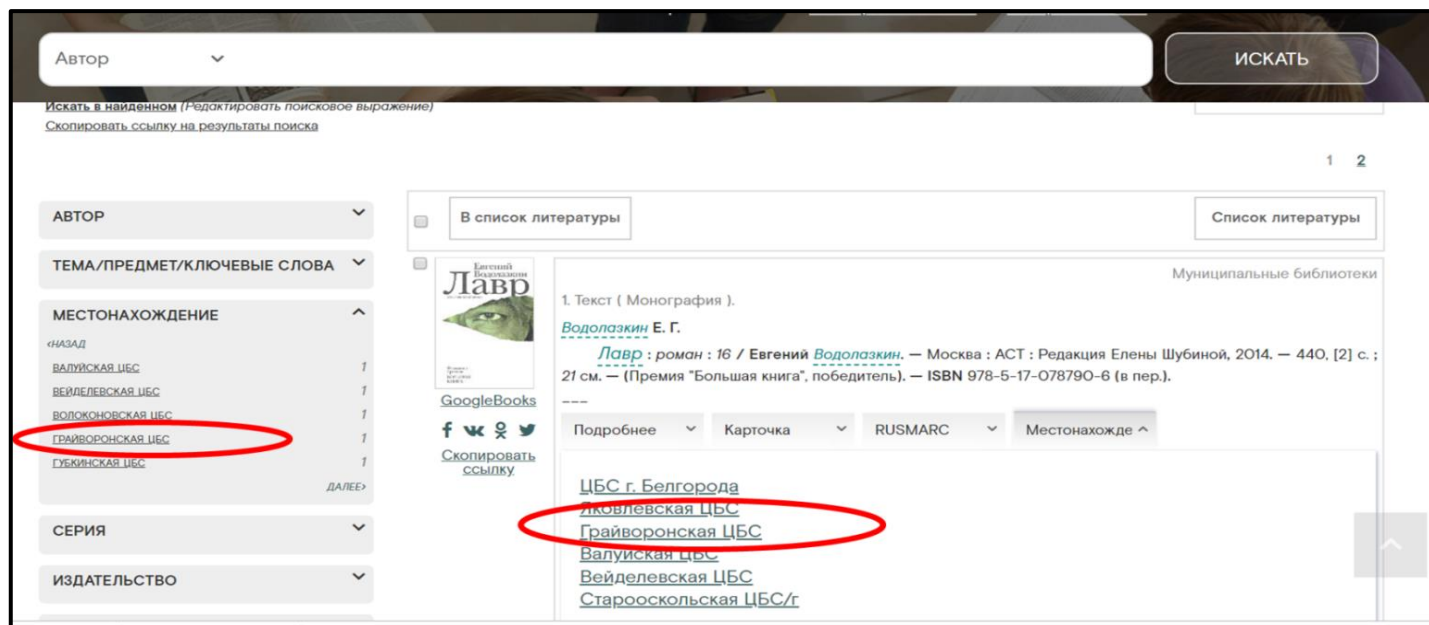 Автор
ИСКАТЬ
Искать в найденном (Редактировать поисковое выражение)
Скопировать ссылку на результаты поиска
1 2
АВТОР
ТЕМА/ПРЕДМЕТ/КЛЮЧЕВЫЕ СЛОВА
МЕСТОНАХОЖДЕНИЕ
‹НАЗАД
ВАЛУЙСКАЯ ЦБС 1
ВЕЙДЕЛЕВСКАЯ ЦБС 1
ВОЛОКОНОВСКАЯ ЦБС 1
ГРАЙВОРОНСКАЯ ЦБС 1
ГУБКИНСКАЯ ЦБС 1
ДАЛЕЕ›
СЕРИЯ
ИЗДАТЕЛЬСТВО
В список литературы
Список литературы
Евгений
Водолазкин
Лавр
GoogleBooks
Скопировать
ссылку
Муниципальные библиотеки
1. Текст ( Монография ).
Водолазкин Е. Г.
Лавр : роман : 16 / Евгений Водолазкин. — Москва : АСТ : Редакция Елены Шубиной, 2014. — 440, [2] с. ;
21 см. — (Премия "Большая книга", победитель). — ISBN 978-5-17-078790-6 (в пер.).
---
Подробнее Карточка RUSMARC Местонахожде
ЦБС г. Белгорода
Яковлевская ЦБС
Грайворонская ЦБС
Валуйская ЦБС
Вейделевская ЦБС
Старооскольская ЦБС/г